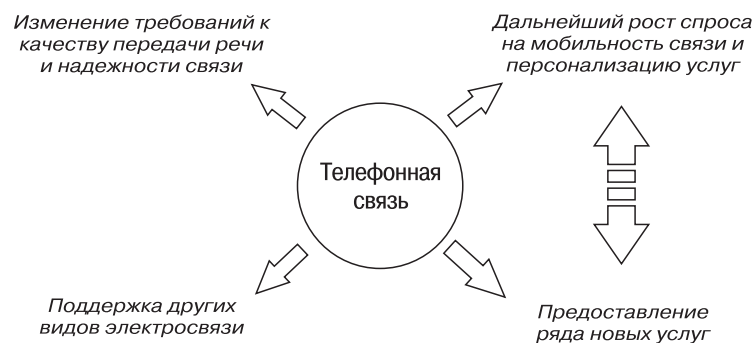 Изменение требований к
качеству передачи речи
и надежности связи
Дальнейший рост спроса
на мобильность связи и
персонализацию услуг
Телефонная
связь
Поддержка других
видов электросвязи
Предоставление
ряда новых услуг